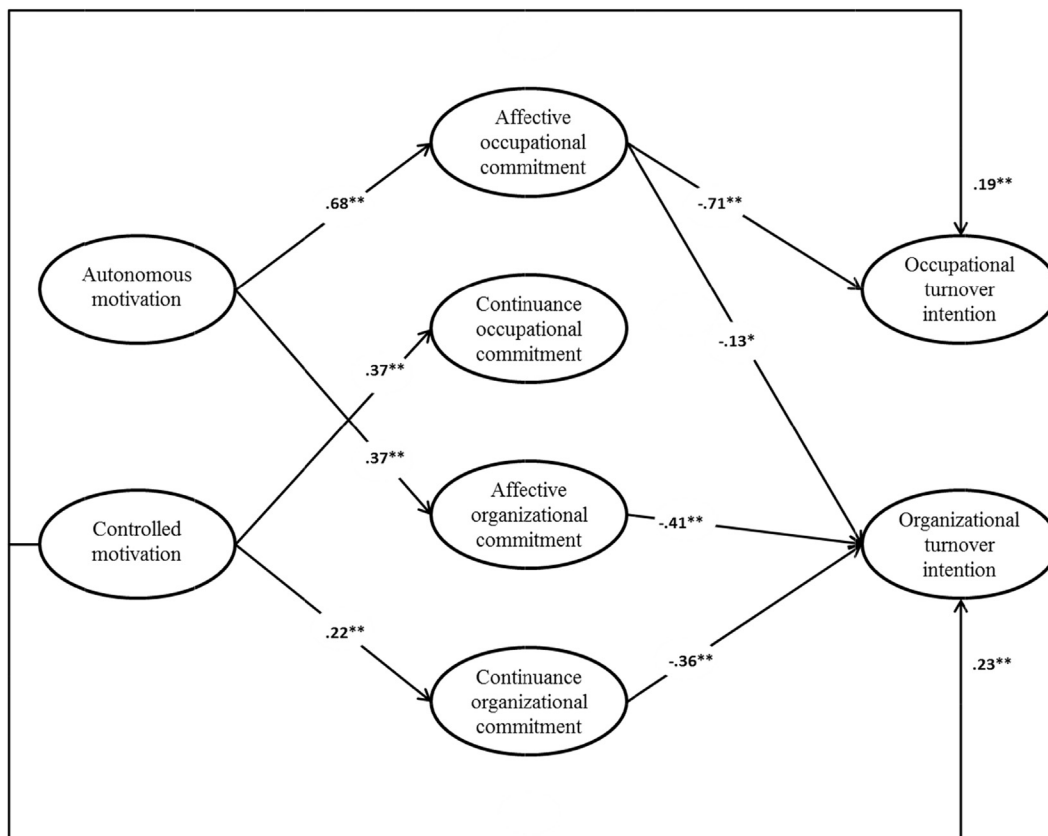 Affective
occupational
commitment
.19**
.68**
-.71**
Autonomous
motivation
Occupational
turnover
intention
Continuance
occupational
commitment
-.13*
.37**
.37**
Affective
organizational
commitment
Controlled
motivation
-.41**
Organizational
turnover
intention
.22**
Continuance
organizational
commitment
-.36**
.23**